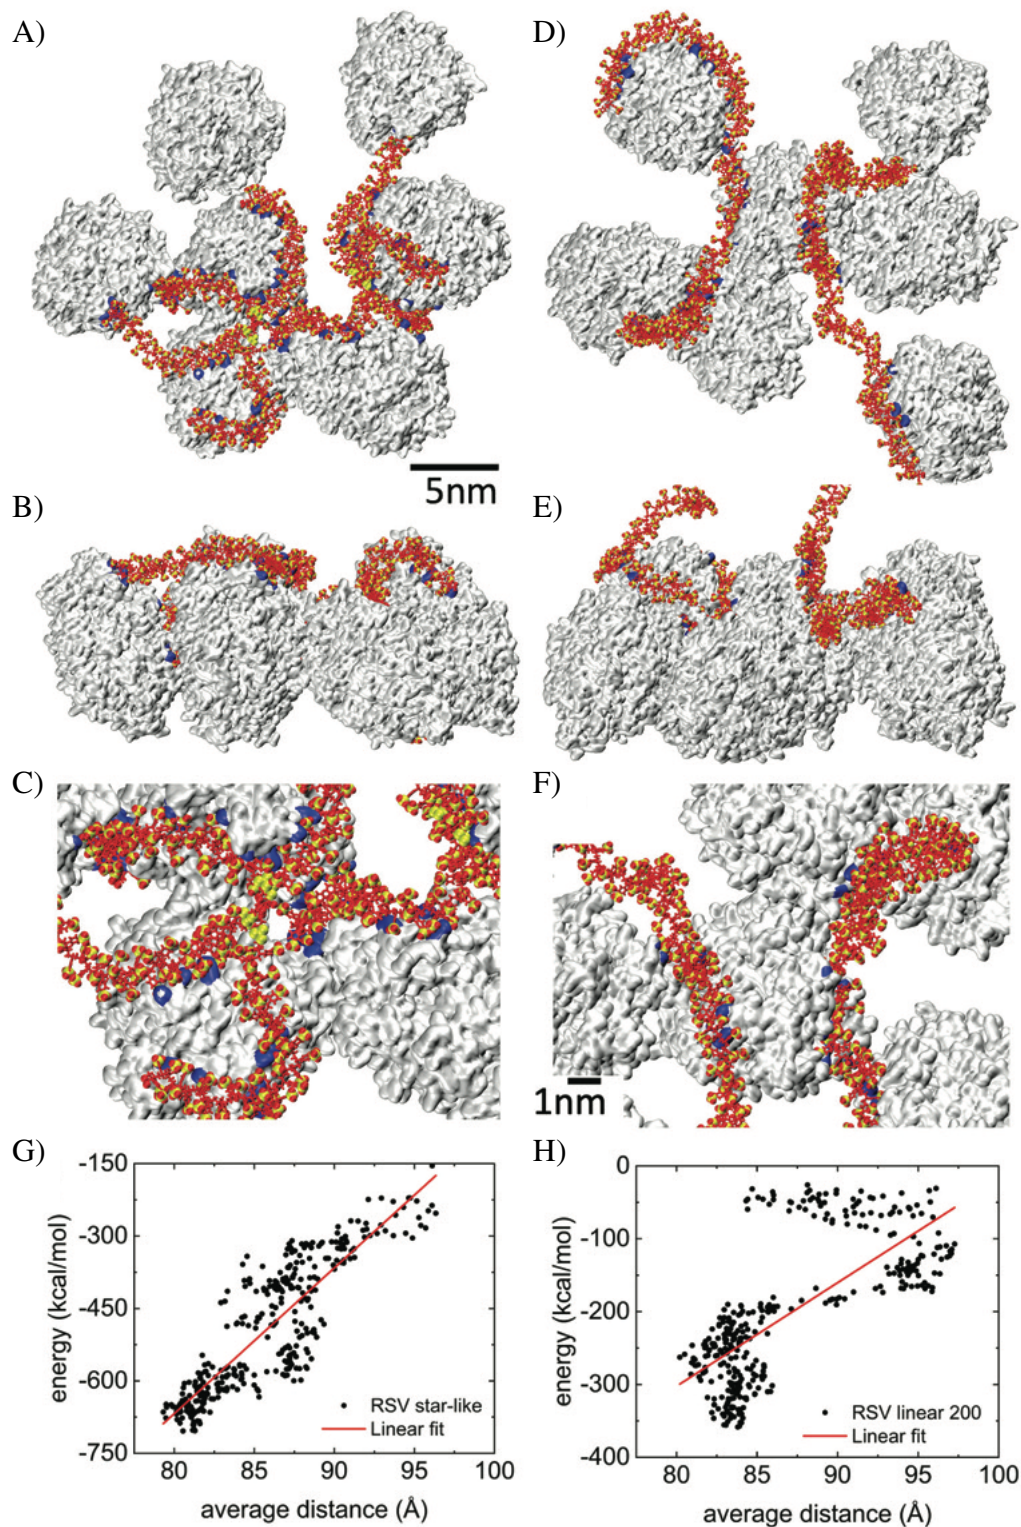 A)
D)
5nm
B)
E)
C)
F)
1nm
G)
-150
-300
-450
-600
-750
energy (kcal/mol)
RSV star-like
Linear fit
80 85 90 95 100
average distance (Å)
H)
0
-100
-200
-300
-400
energy (kcal/mol)
RSV linear 200
Linear fit
80 85 90 95 100
average distance (Å)